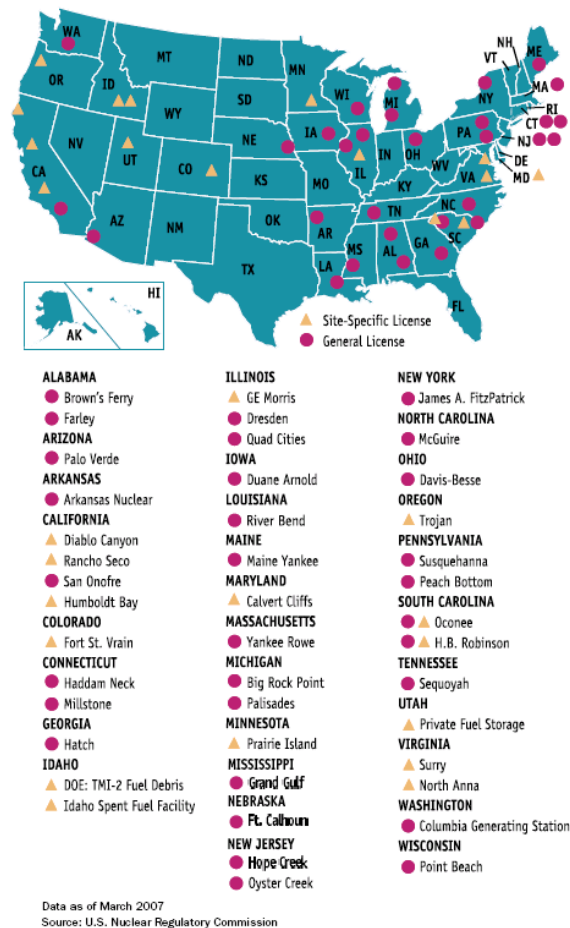 WA
MT
ND
MN
VT
NH
ME
OR
ID
SD
WI
MI
NY
MA
RI
WY
CT
NJ
NE
IA
PA
NV
UT
CO
IL
IN
OH
WV
DE
MD
CA
KS
MO
KY
VA
AZ
NM
OK
AR
TN
NC
SC
TX
LA
MS
AL
GA
FL
HI
AK
Site-Specific License
General License
ALABAMA
Brown's Ferry
Farley
ARIZONA
Palo Verde
ARKANSAS
Arkansas Nuclear
CALIFORNIA
Diablo Canyon
Rancho Seco
San Onofre
Humboldt Bay
COLORADO
Fort St. Vrain
CONNECTICUT
Haddam Neck
Millstone
GEORGIA
Hatch
IDAHO
DOE: TMI-2 Fuel Debris
Idaho Spent Fuel Facility
ILLINOIS
GE Morris
Dresden
Quad Cities
IOWA
Duane Arnold
LOUISIANA
River Bend
MAINE
Maine Yankee
MARYLAND
Calvert Cliffs
MASSACHUSETTS
Yankee Rowe
MICHIGAN
Big Rock Point
Palisades
MINNESOTA
Prairie Island
MISSISSIPPI
Grand Gulf
NEBRASKA
Ft. Calhoun
NEW JERSEY
Hope Creek
Oyster Creek
NEW YORK
James A. FitzPatrick
NORTH CAROLINA
McGuire
OHIO
Davis-Besse
OREGON
Trojan
PENNSYLVANIA
Susquehanna
Peach Bottom
SOUTH CAROLINA
Oconee
H.B. Robinson
TENNESSEE
Sequoyah
UTAH
Private Fuel Storage
VIRGINIA
Surry
North Anna
WASHINGTON
Columbia Generating Station
WISCONSIN
Point Beach
Data as of March 2007
Source: U.S. Nuclear Regulatory Commission